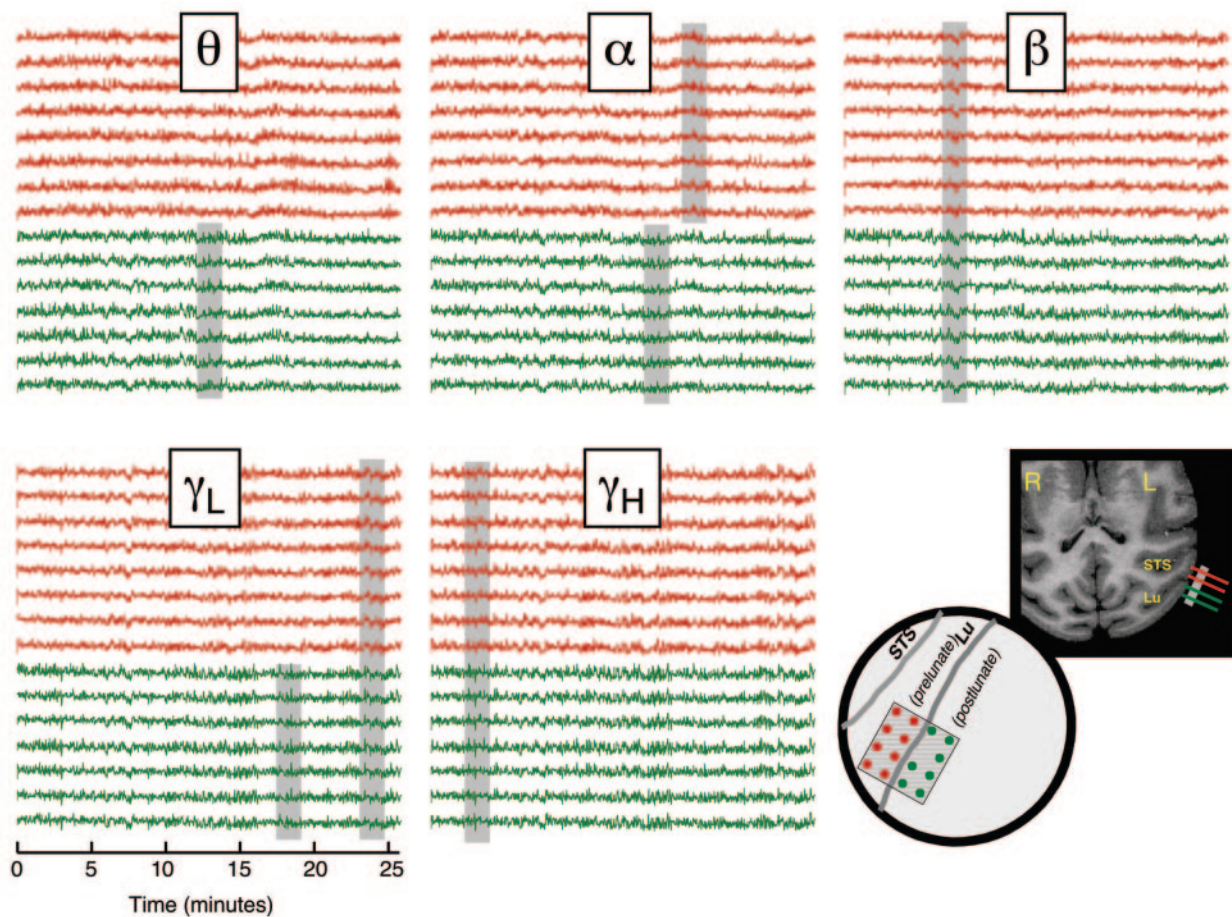 θ
α
β
γL
γH
0 5 10 15 20 25
Time (minutes)
R L
STS
Lu
STS
(prelunate)
Lu
(postlunate)